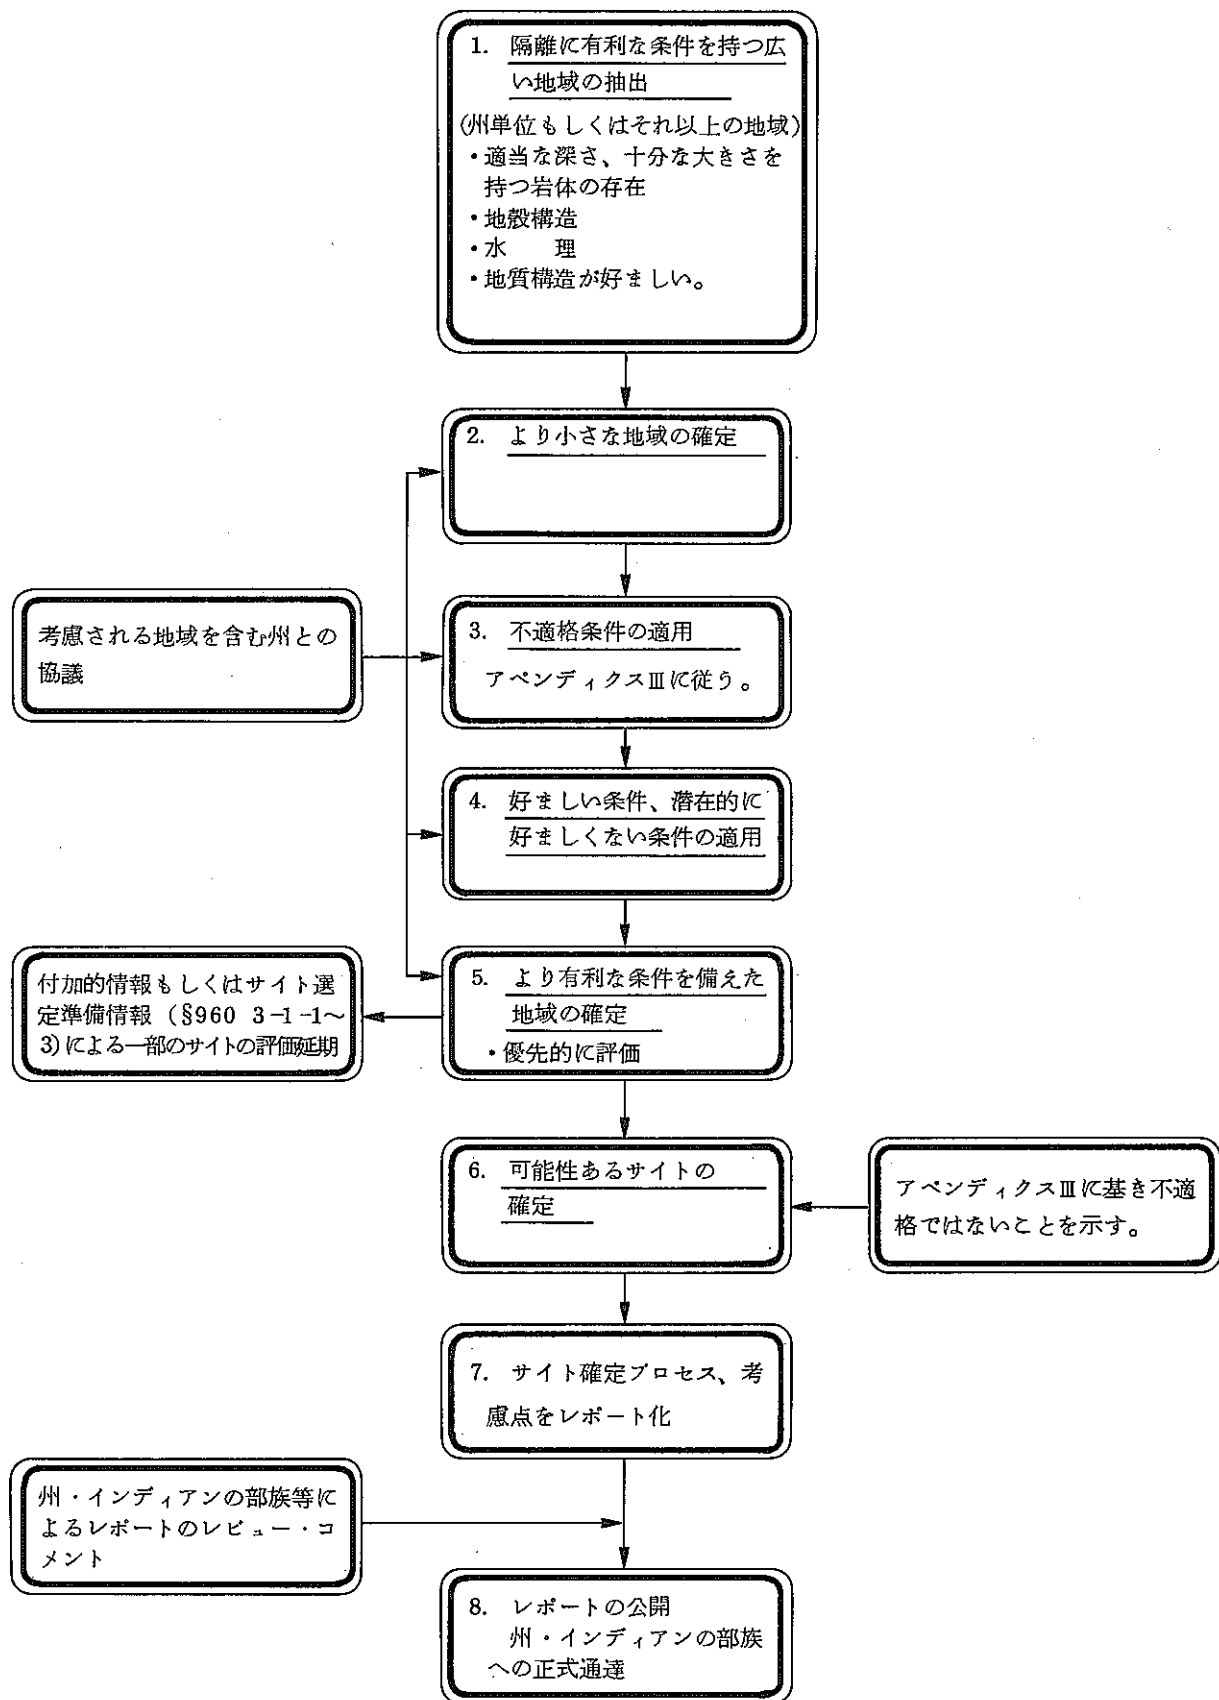 1. 隔離に有利な条件を持つ広
い地域の抽出
(州単位もしくはそれ以上の地域)
・適当な深さ、十分な大きさを
持つ岩体の存在
・地殻構造
・水　理
・地質構造が好ましい。
2. より小さな地域の確定
考慮される地域を含む州との
協議
3. 不適格条件の適用
アペンディクスⅢに従う。
4. 好ましい条件、潜在的に
好ましくない条件の適用
5. より有利な条件を備えた
地域の確定
・優先的に評価
付加的情報もしくはサイト選
定準備情報(§960 3-1-1～
3)による一部のサイトの評価延期
6. 可能性あるサイトの
確定
アペンディクスⅢに基き不適
格ではないことを示す。
7. サイト確定プロセス、考
慮点をレポート化
州・インディアンの部族等に
よるレポートのレビュー・コ
メント
8. レポートの公開
州・インディアンの部族
への正式通達